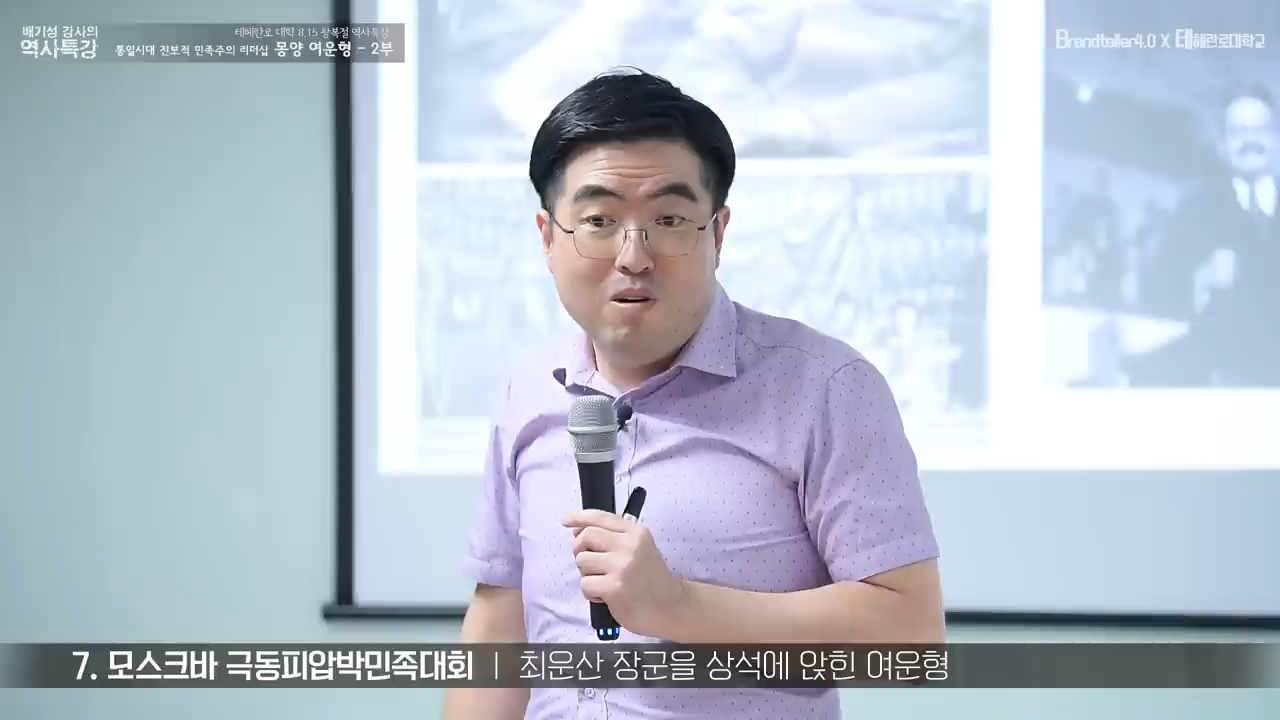 배기성 강사의
역사특강
테헤란로 대학 8.15 광복절 역사특강
통일시대 진보적 민족주의 리더십 몽양 여운형 - 2부
Brandteller4.0 X 테헤란로대학교
7. 모스크바 극동피압박민족대회 | 최운산 장군을 상석에 앉힌 여운형